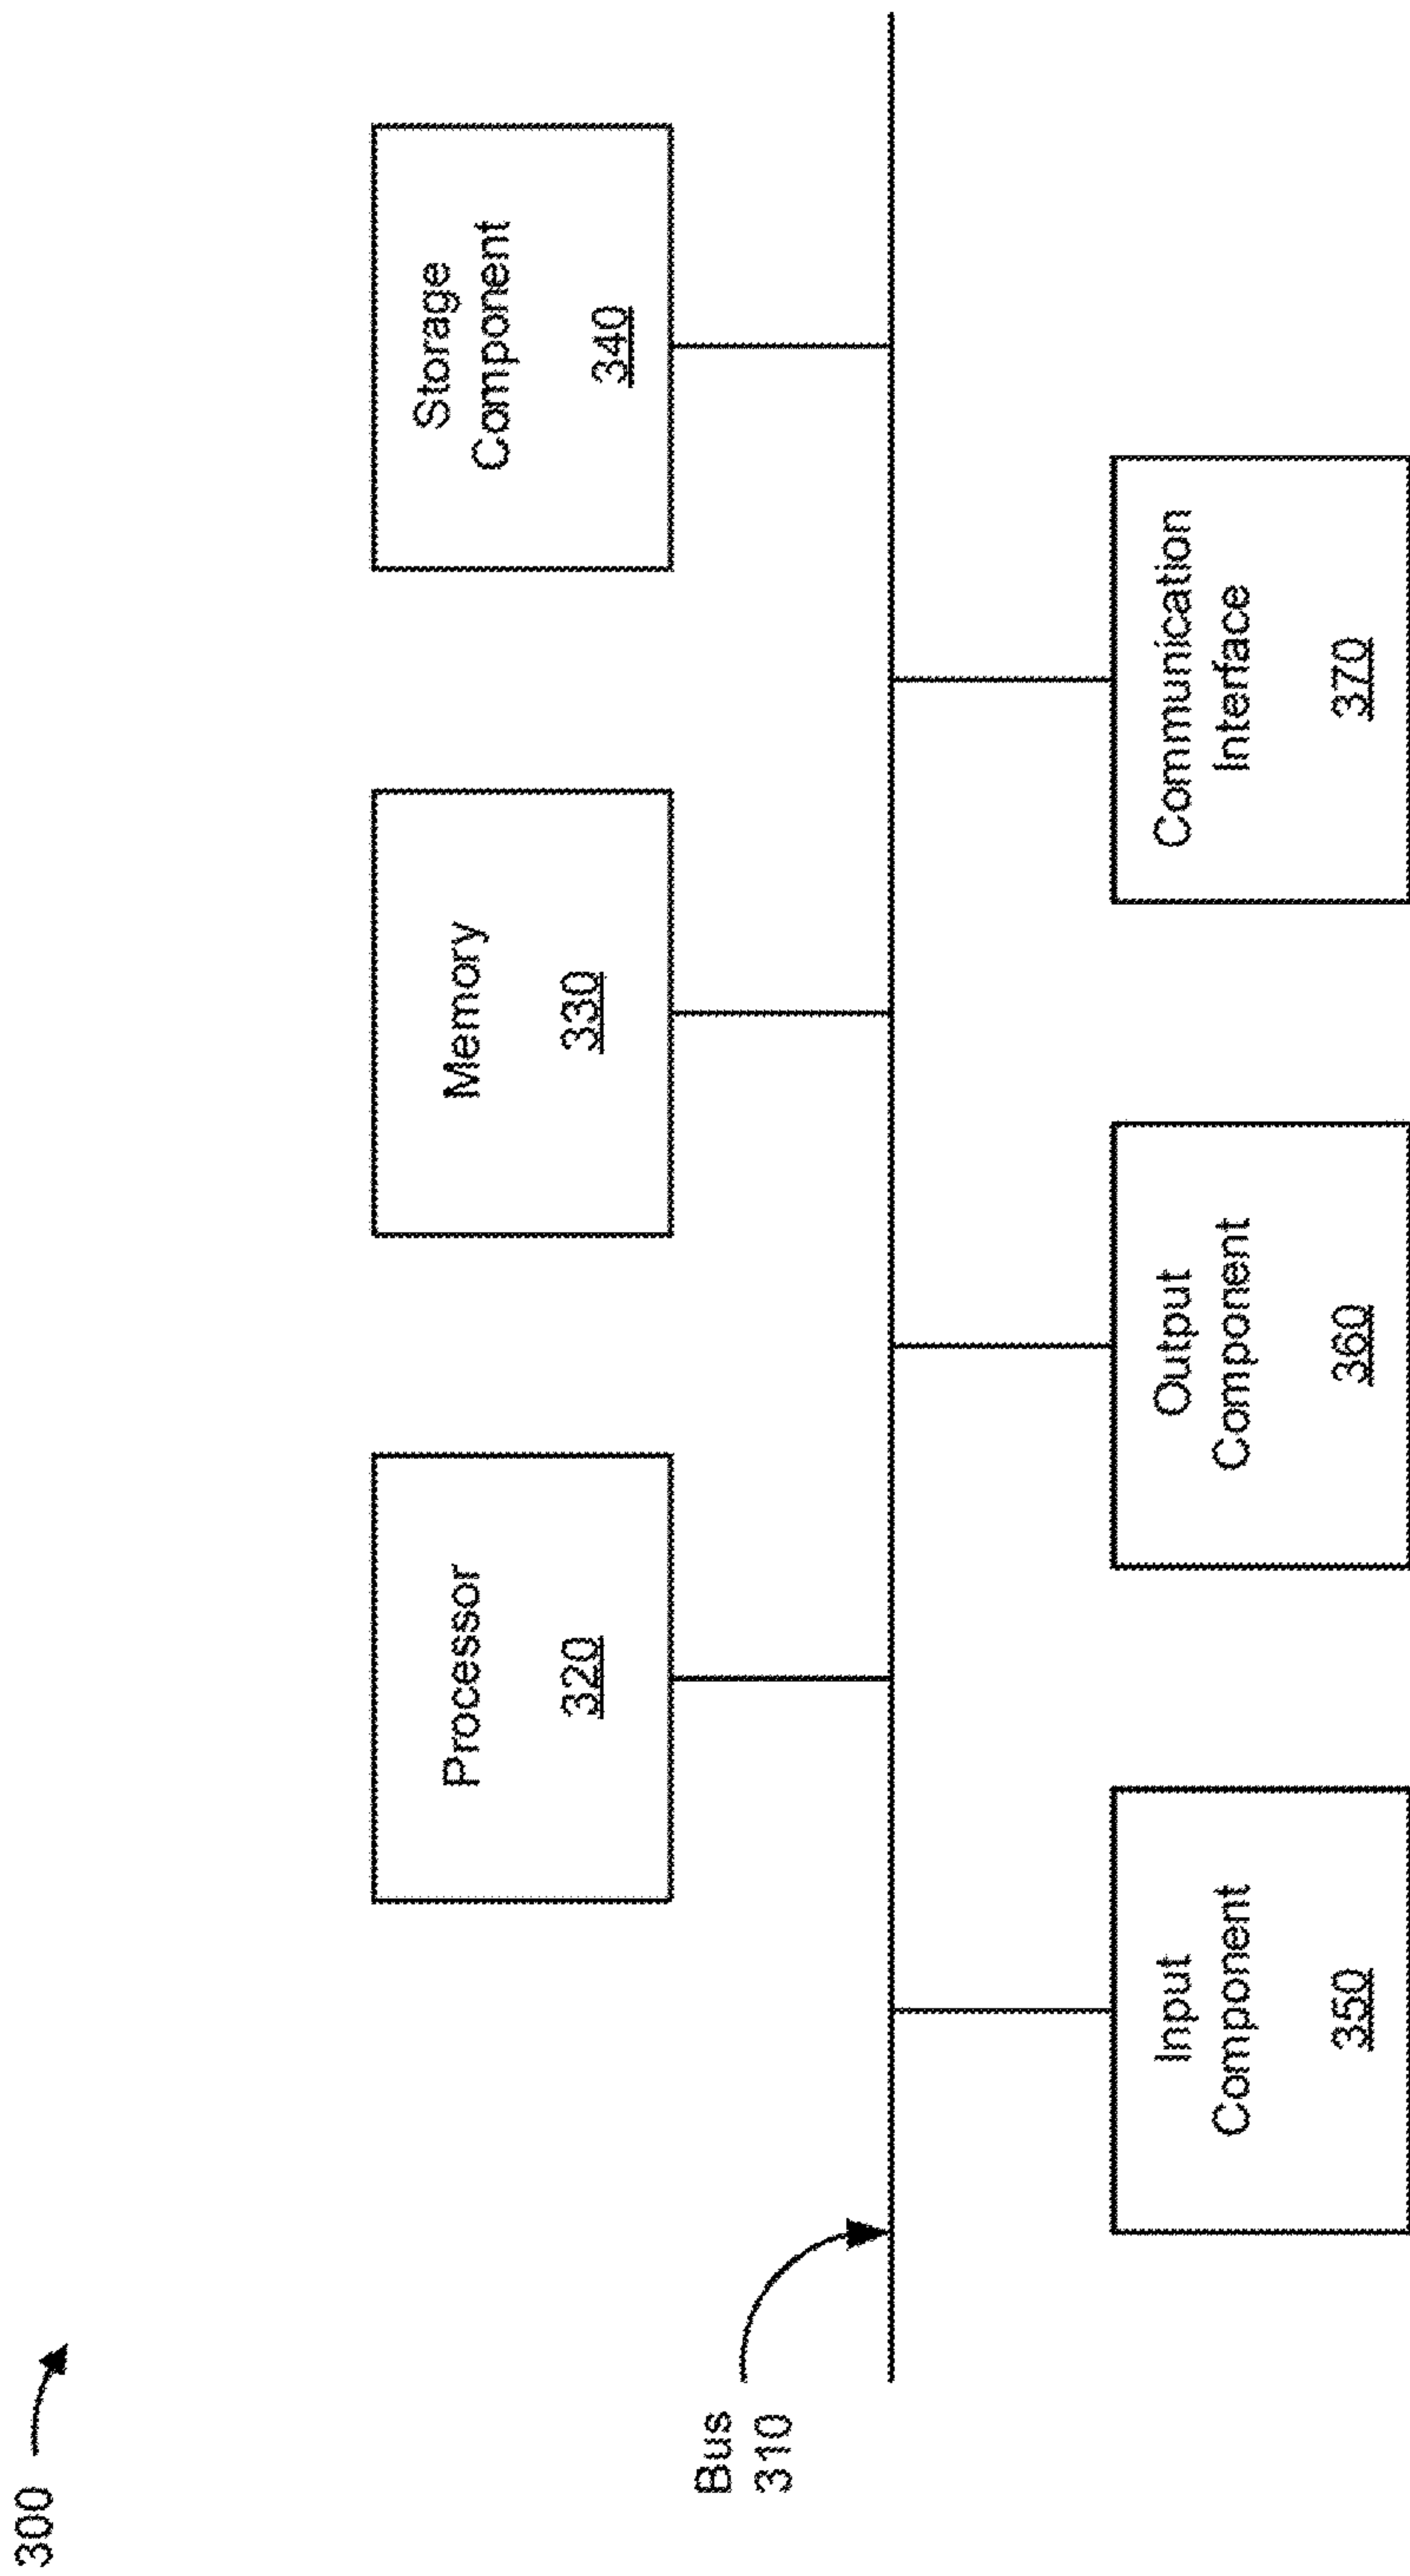 300
Processor
320
Memory
330
Storage
Component
340
Bus
310
Input
Component
350
Output
Component
360
Communication
Interface
370